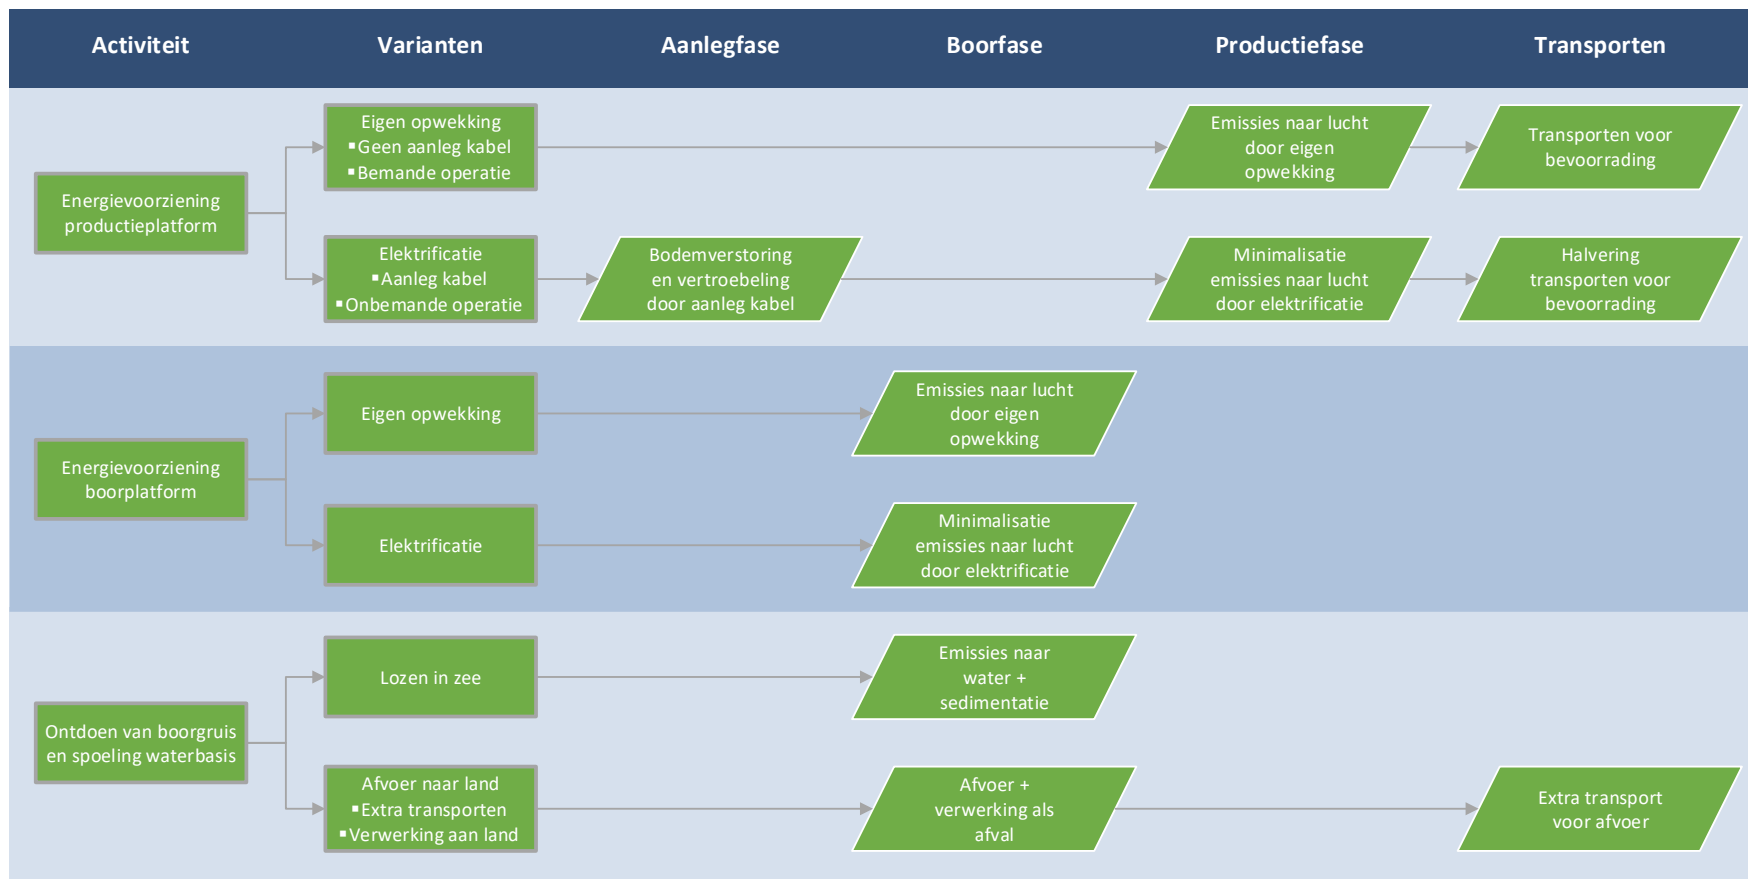 Activiteit
Varianten
Aanlegfase
Boorfase
Productiefase
Transporten
Energievoorziening
productieplatform
Eigen opwekking
▪Geen aanleg kabel
▪Bemande operatie
Emissies naar lucht
door eigen
opwekking
Transporten voor
bevoorrading
Elektrificatie
▪Aanleg kabel
▪Onbemande operatie
Bodemverstoring
en vertroebeling
door aanleg kabel
Minimalisatie
emissies naar lucht
door elektrificatie
Halvering
transporten voor
bevoorrading
Energievoorziening
boorplatform
Eigen opwekking
Emissies naar lucht
door eigen
opwekking
Elektrificatie
Minimalisatie
emissies naar lucht
door elektrificatie
Ontdoen van boorgruis
en spoeling waterbasis
Lozen in zee
Emissies naar
water +
sedimentatie
Afvoer naar land
▪Extra transporten
▪Verwerking aan land
Afvoer +
verwerking als
afval
Extra transport
voor afvoer